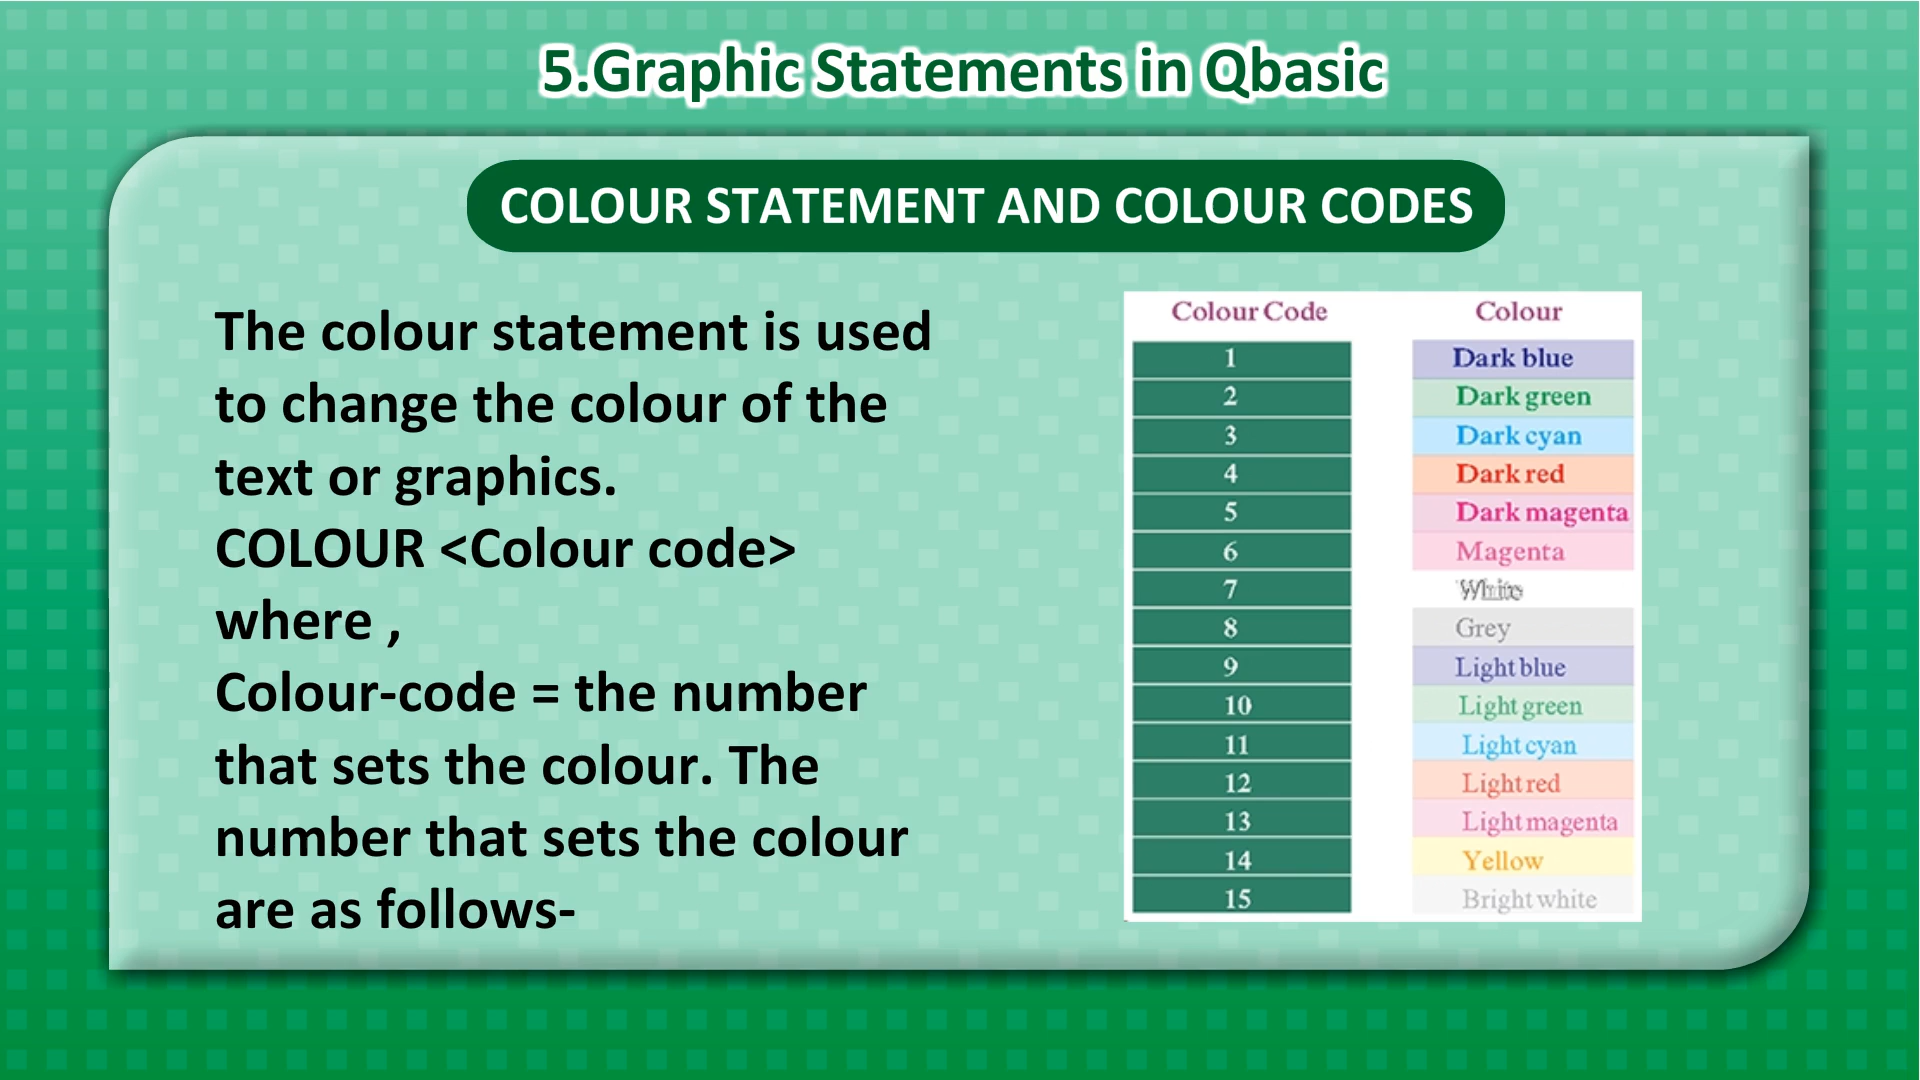 5.Graphic Statements in Qbasic
COLOUR STATEMENT AND COLOUR CODES
The colour statement is used
to change the colour of the
text or graphics.
COLOUR <Colour code>
where ,
Colour-code = the number
that sets the colour. The
number that sets the colour
are as follows-
Colour Code Colour
1 Dark blue
2 Dark green
3 Dark cyan
4 Dark red
5 Dark magenta
6 Magenta
7 White
8 Grey
9 Light blue
10 Light green
11 Light cyan
12 Light red
13 Light magenta
14 Yellow
15 Bright white